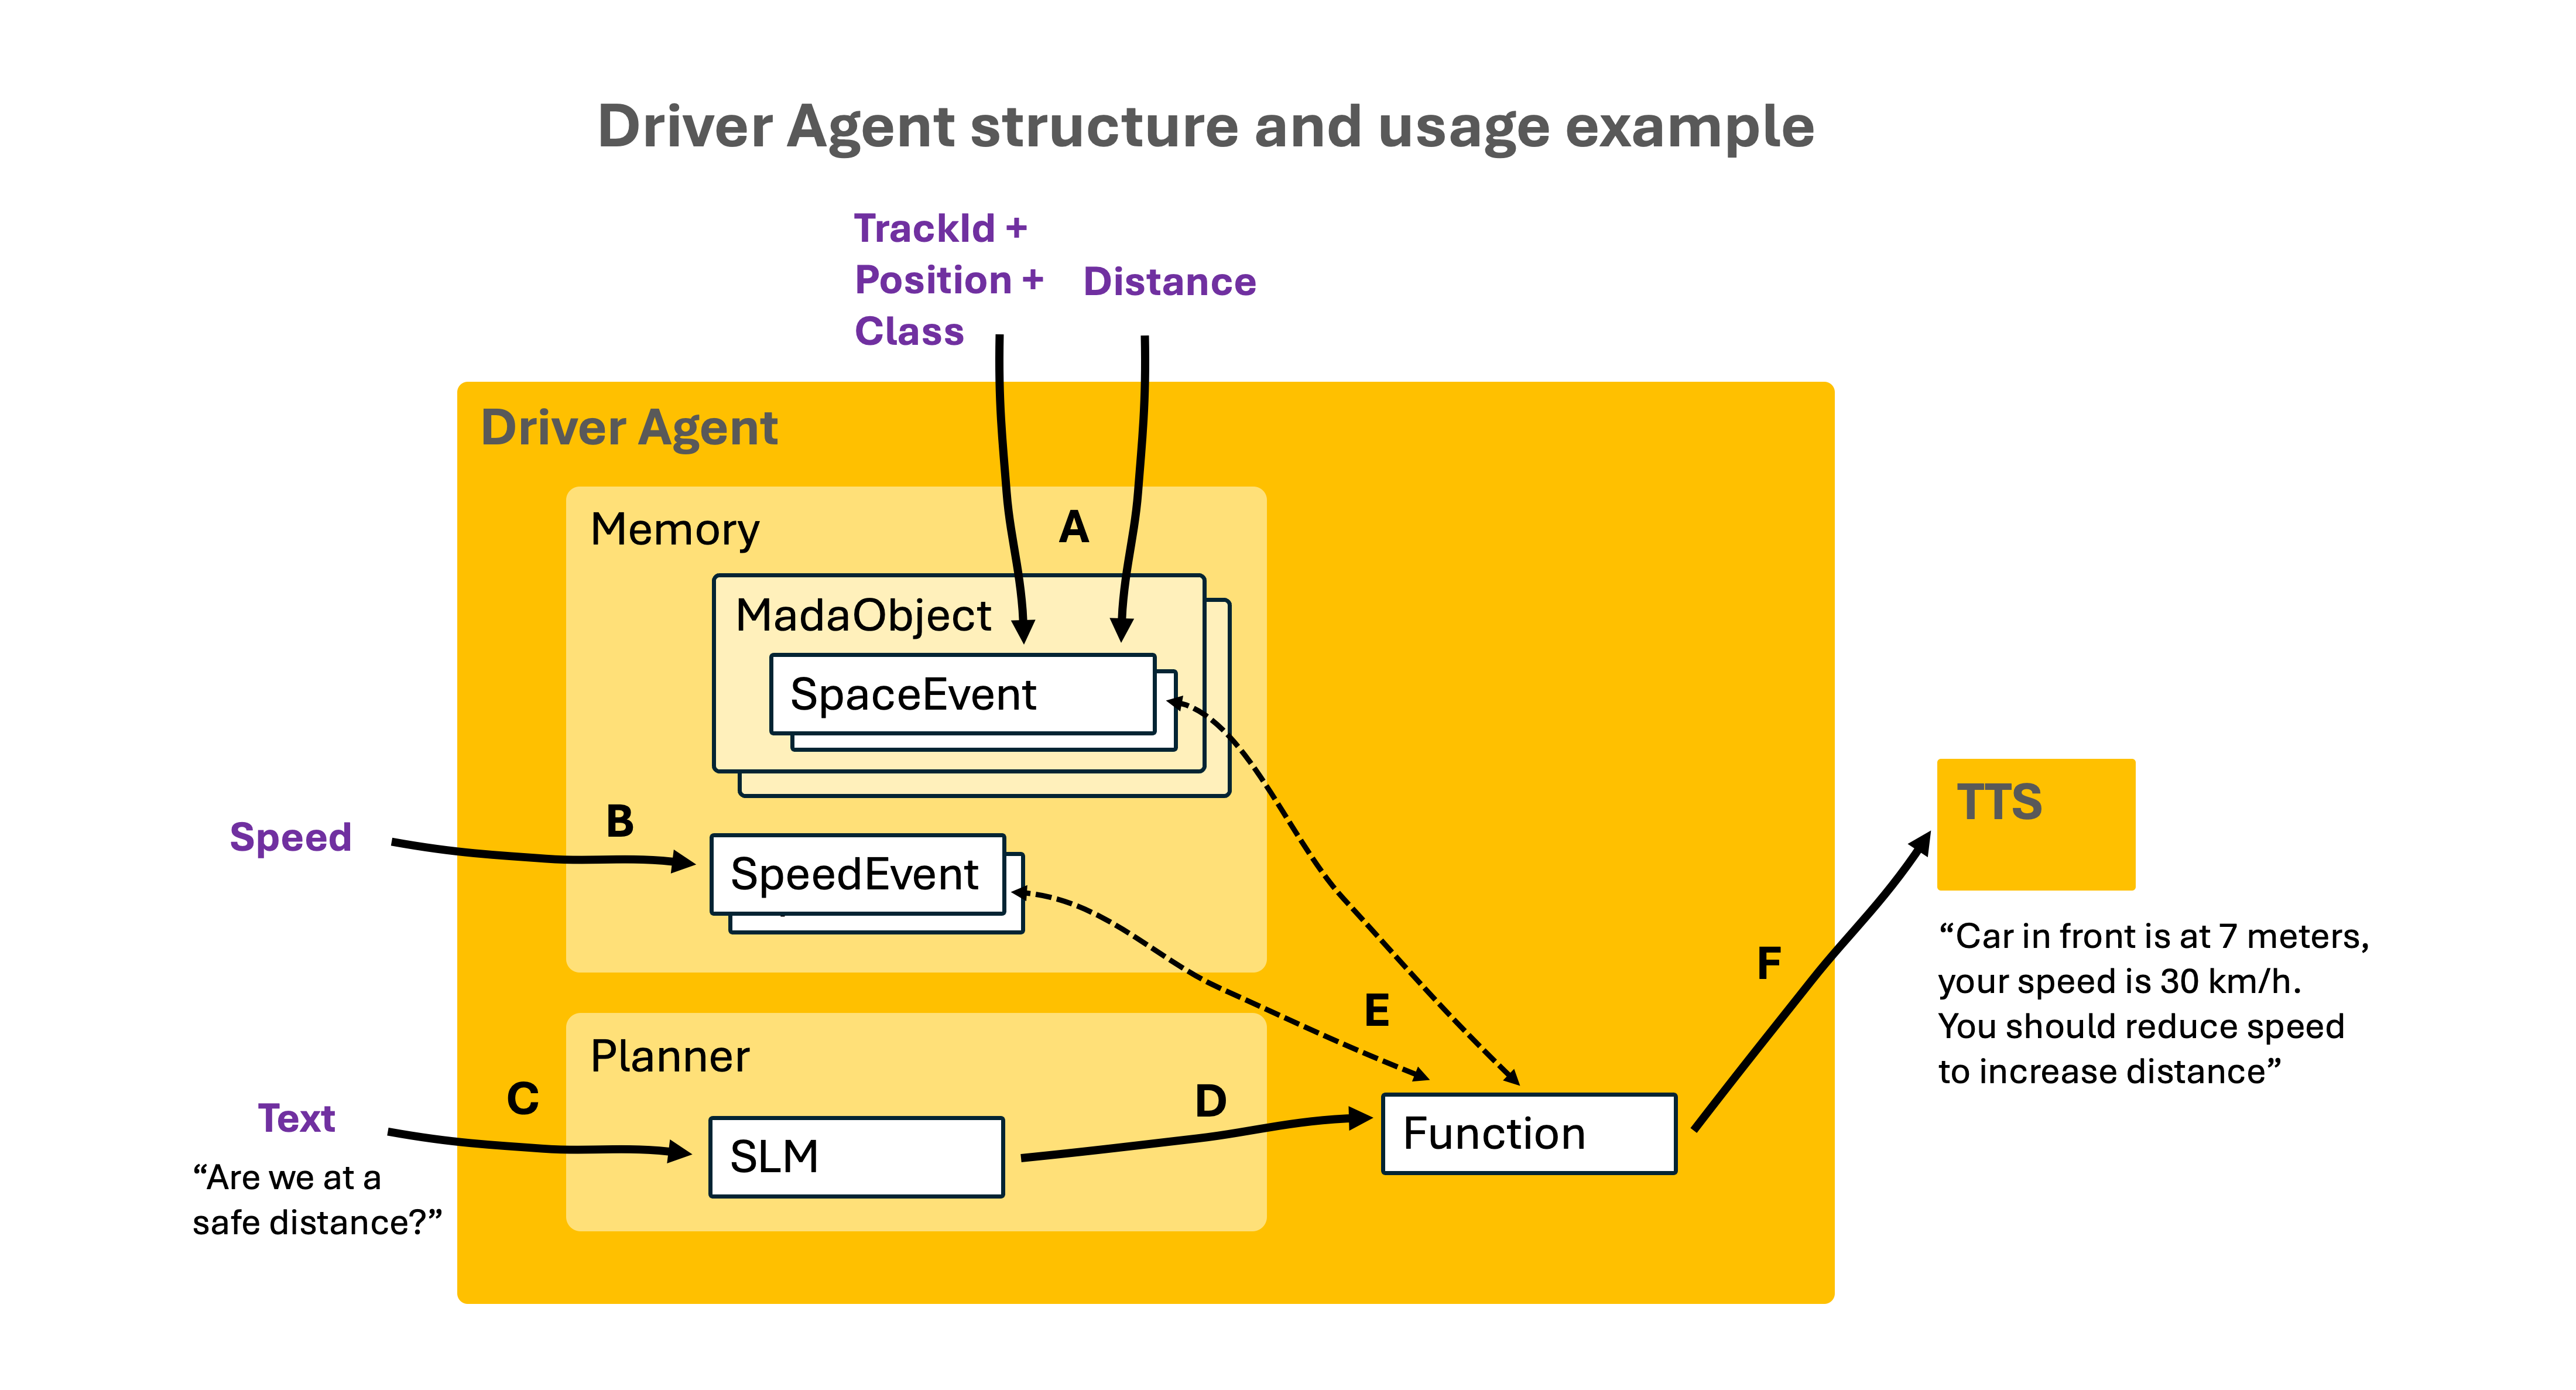 Driver Agent structure and usage example
TrackId +
Position +
Class
Distance
Driver Agent
Memory
A
MadaObject
SpaceEvent
Speed
B
SpeedEvent
TTS
“Car in front is at 7 meters,
your speed is 30 km/h.
You should reduce speed
to increase distance”
F
E
Planner
C
D
Text
“Are we at a
safe distance?”
SLM
Function